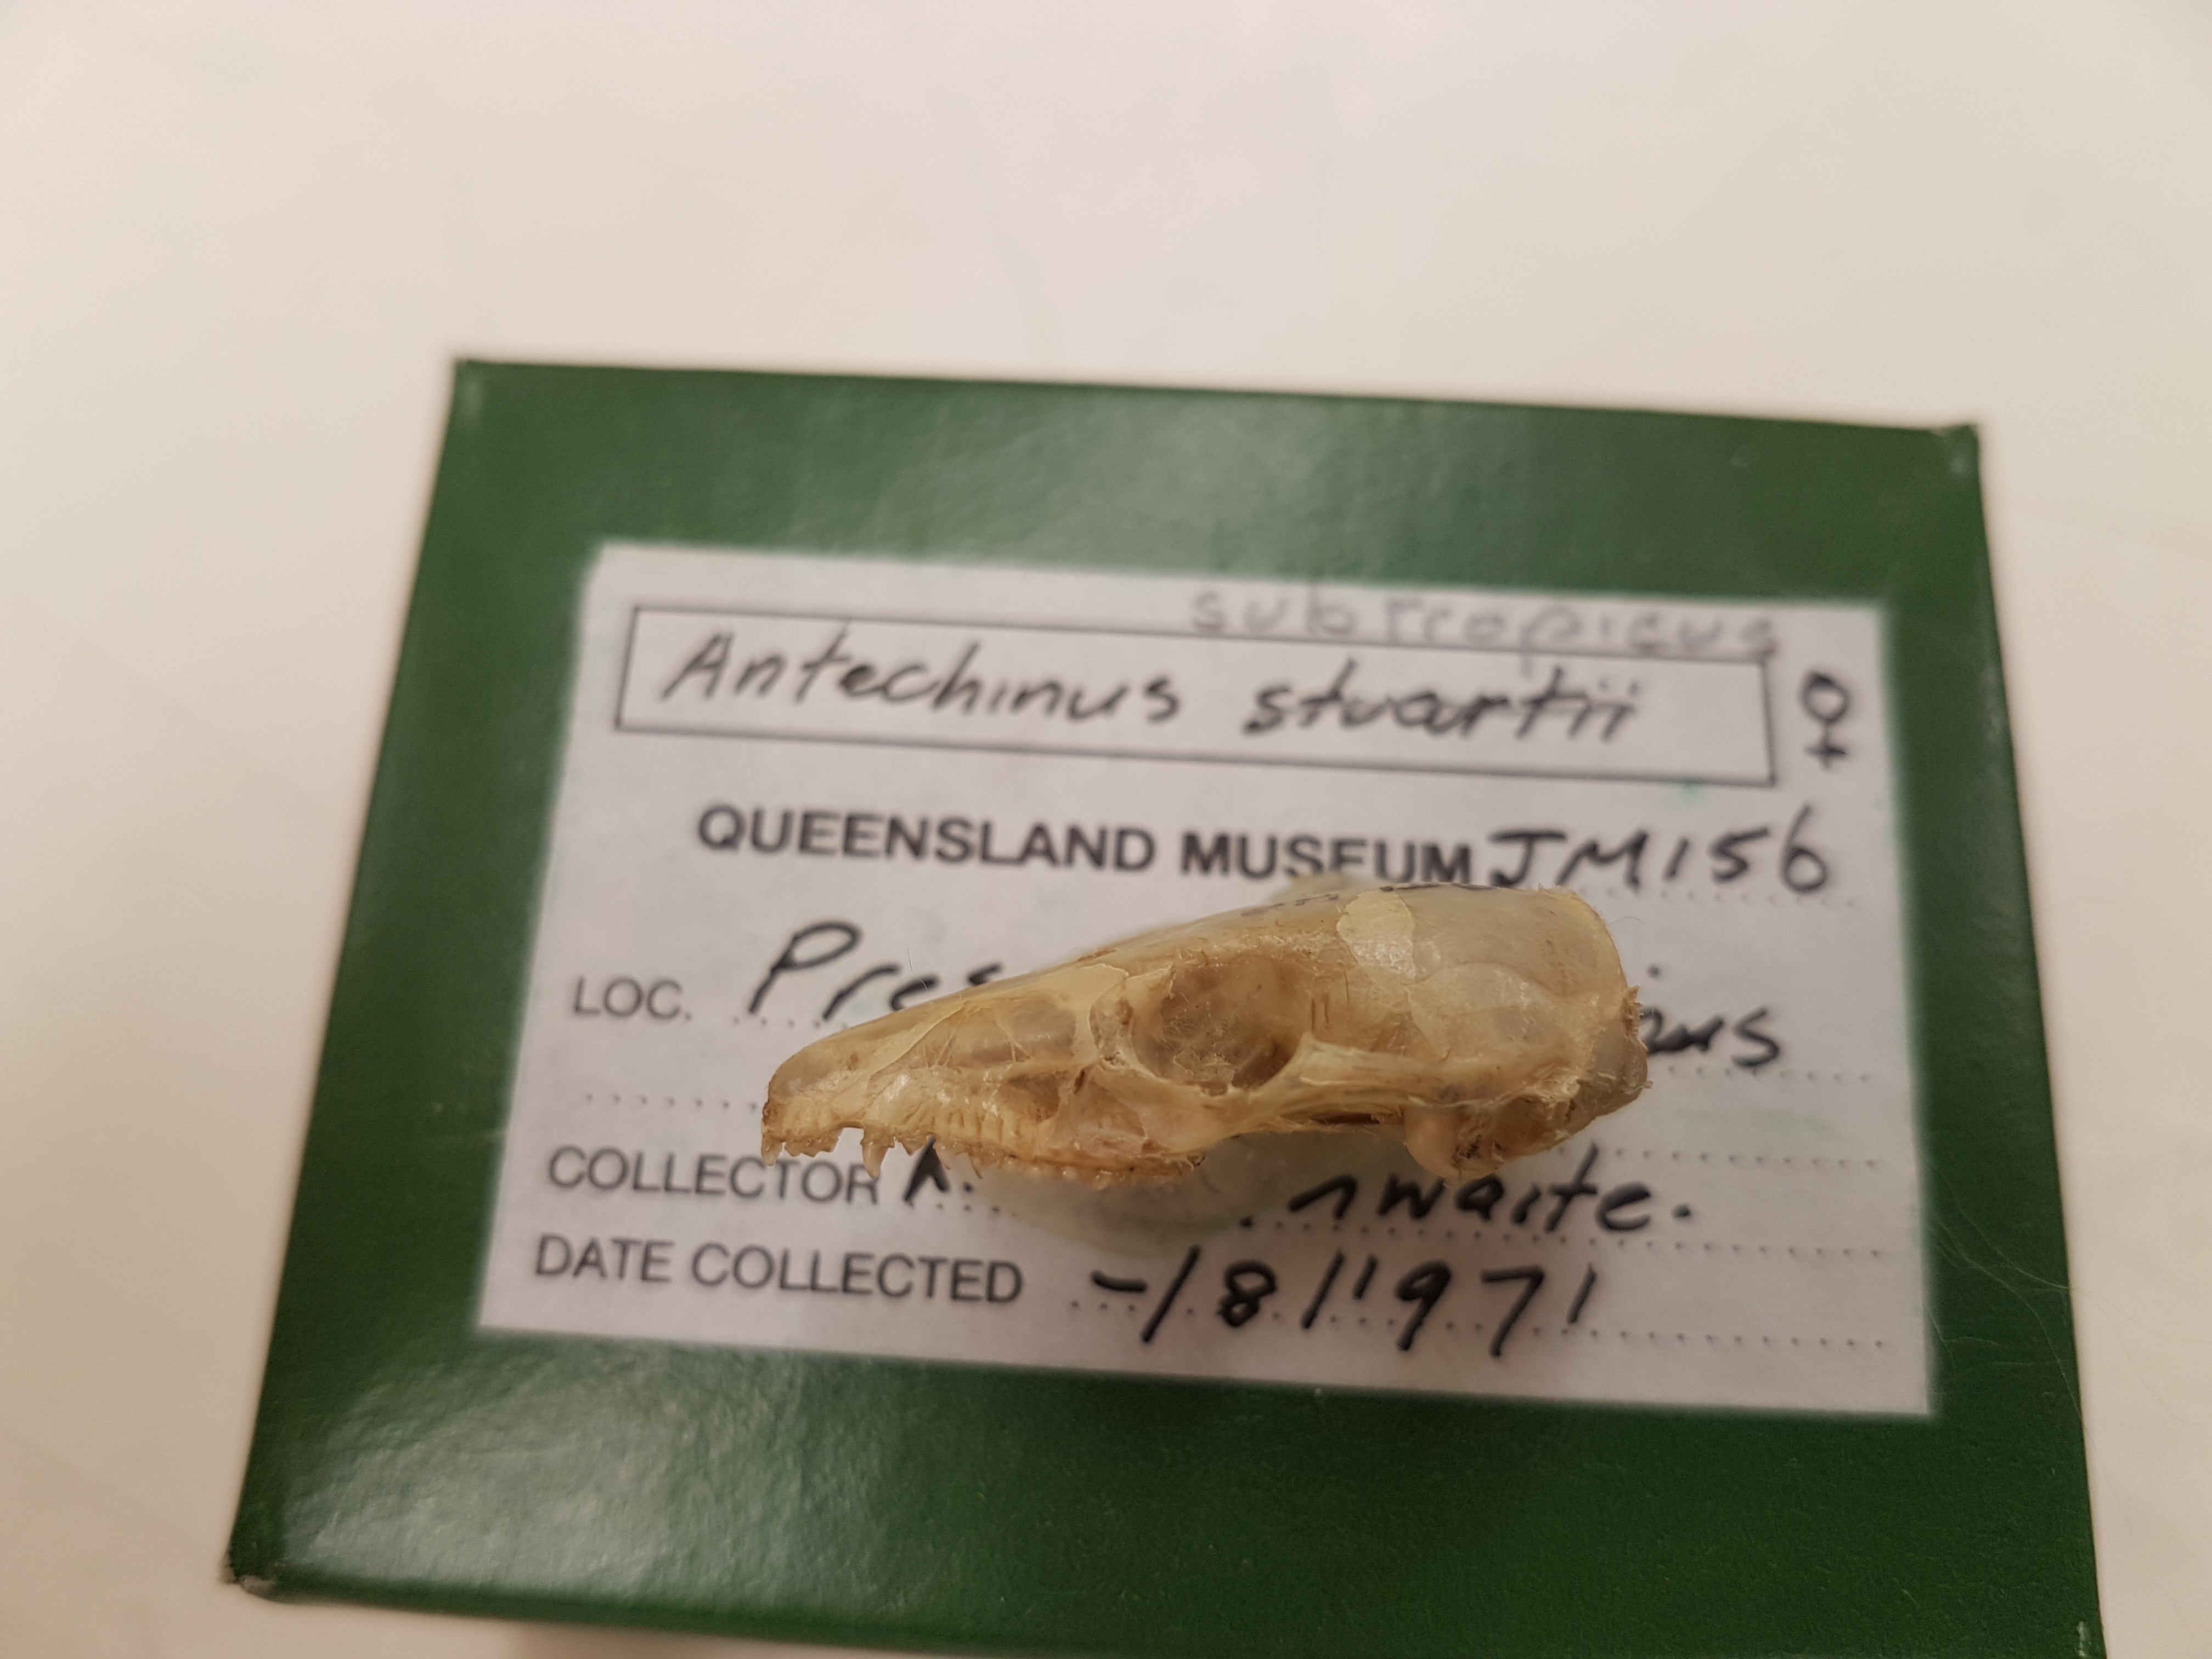 subtropicus
Antechinus stuartii ♀
QUEENSLAND MUSEUM JM156
LOC.
COLLECTOR
DATE COLLECTED -/8/1971